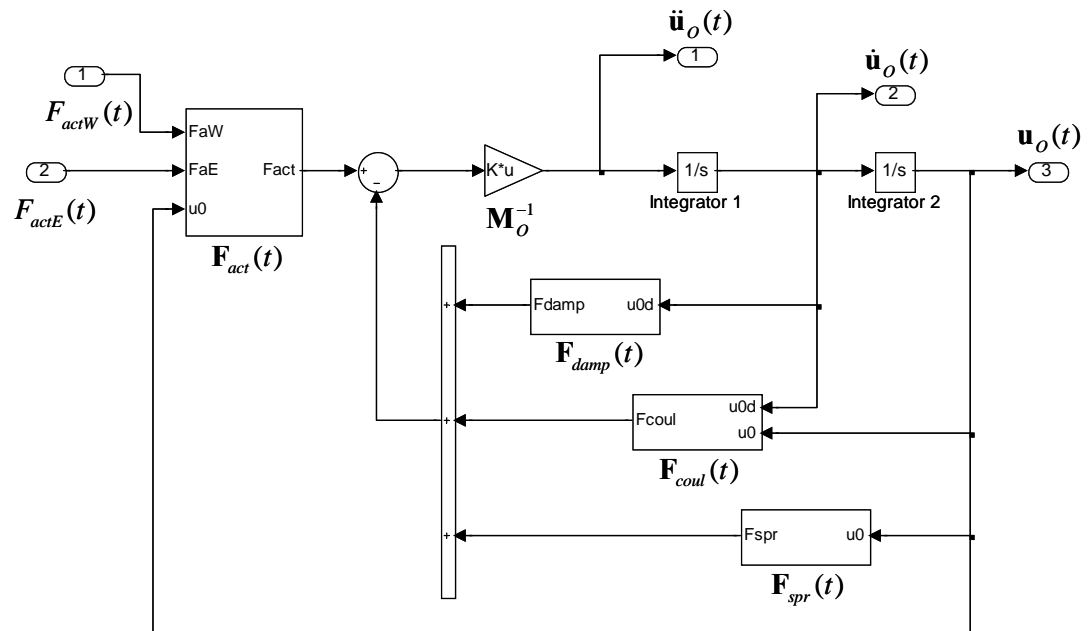 ü_O(t)
1
u̇_O(t)
2
u_O(t)
3
1
F_actW(t)
2
F_actE(t)
FaW
FaE
u0
Fact
F_act(t)
+
−
K*u
M_O^−1
1/s
Integrator 1
1/s
Integrator 2
+
Fdamp u0d
F_damp(t)
+
Fcoul u0d
u0
F_coul(t)
+
Fspr u0
F_spr(t)